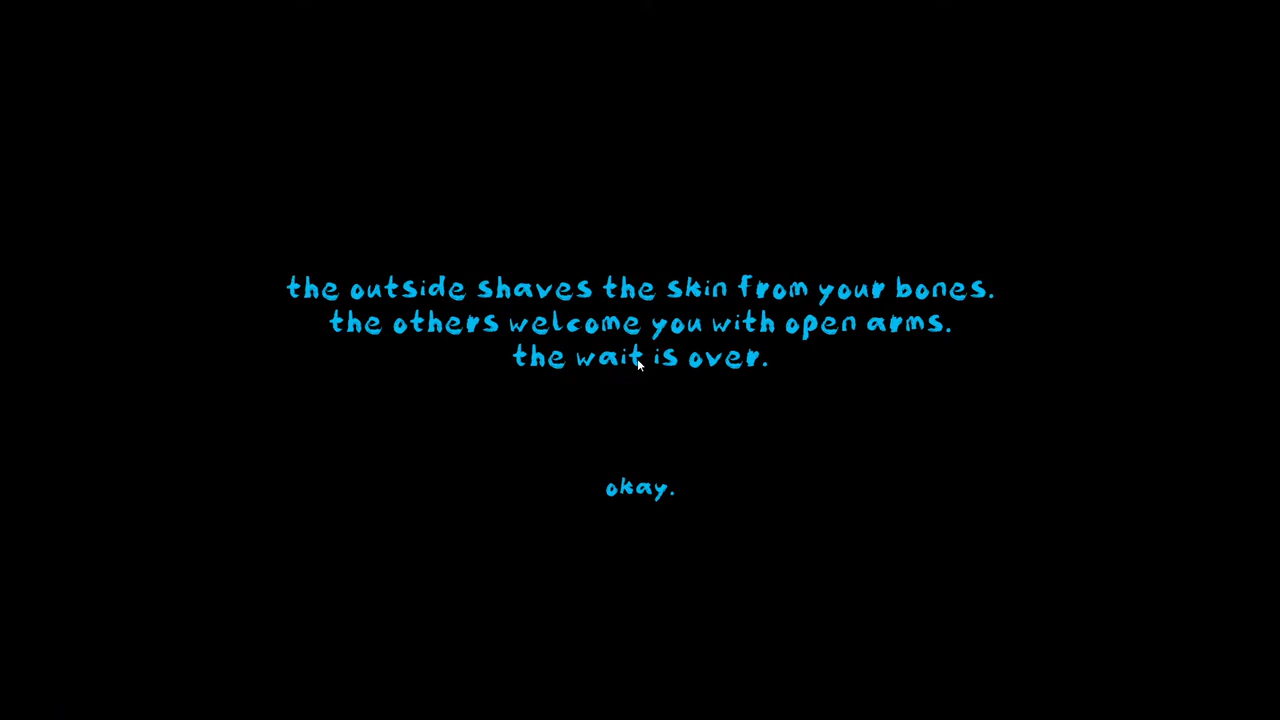 the outside shaves the skin from your bones.
the others welcome you with open arms.
the wait is over.
okay.